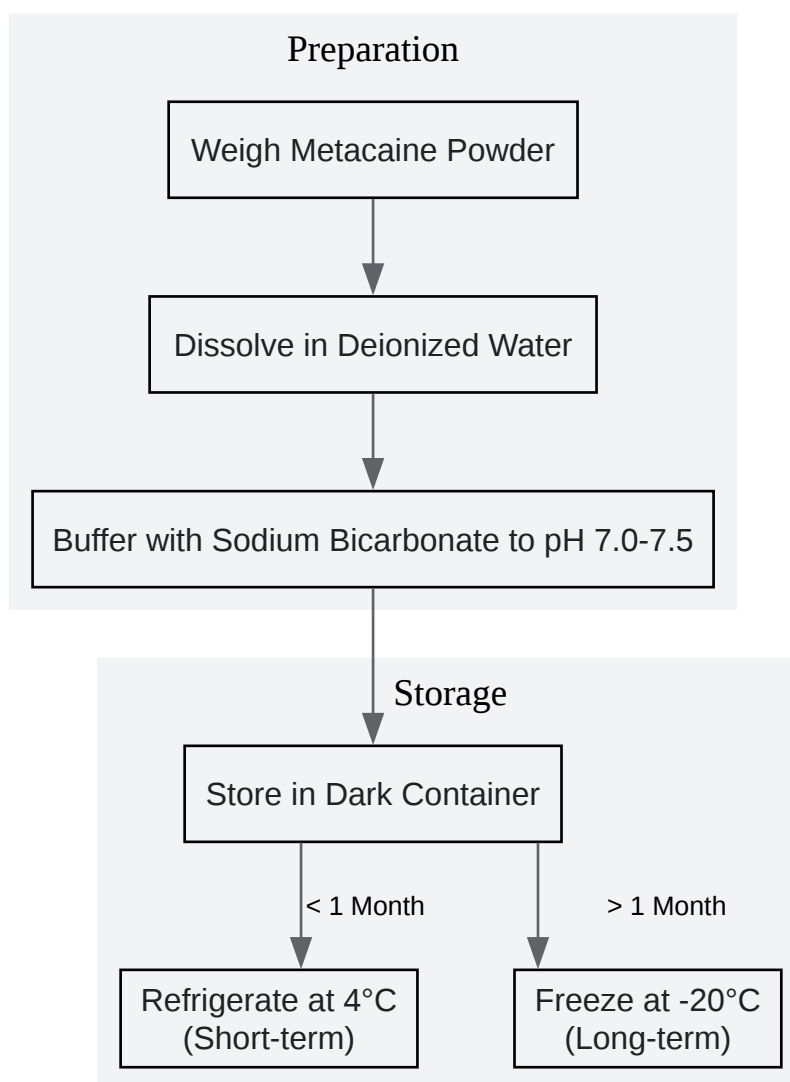 Preparation
Weigh Metacaine Powder
Dissolve in Deionized Water
Buffer with Sodium Bicarbonate to pH 7.0-7.5
Storage
Store in Dark Container
< 1 Month
> 1 Month
Refrigerate at 4°C
(Short-term)
Freeze at -20°C
(Long-term)